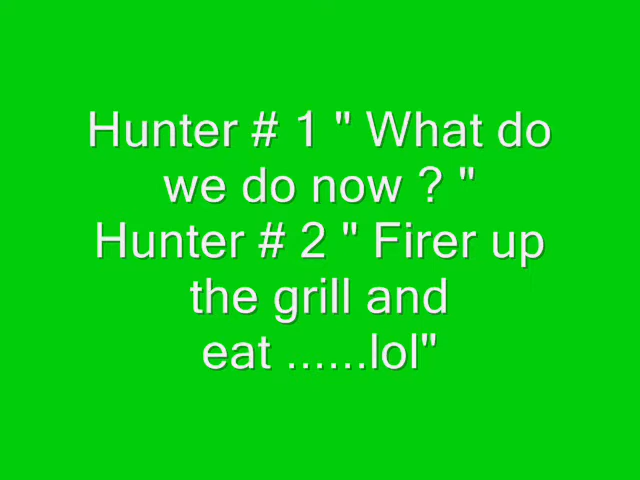 Hunter # 1 " What do
we do now ? "
Hunter # 2 " Firer up
the grill and
eat ......lol"